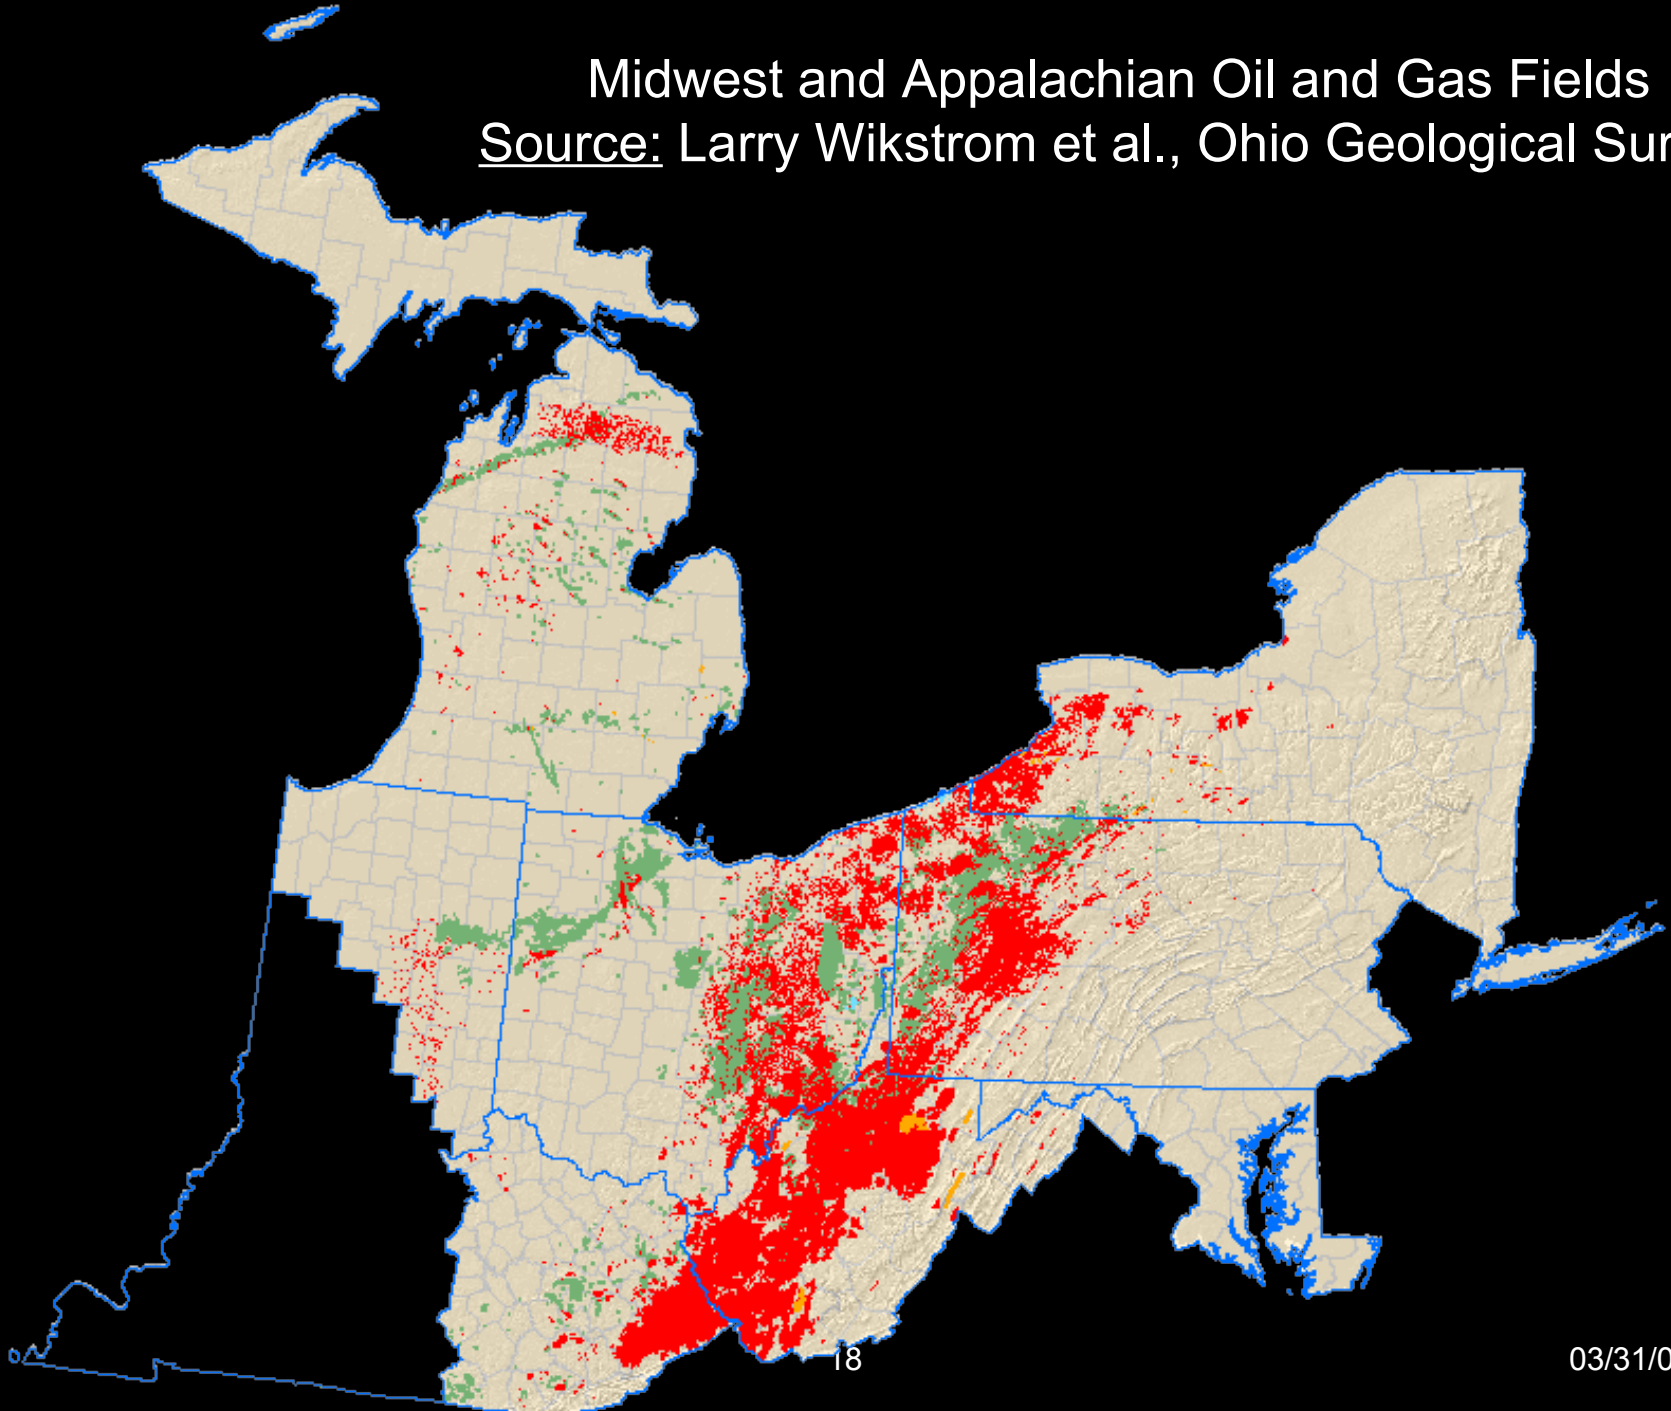 Midwest and Appalachian Oil and Gas Fields
Source: Larry Wikstrom et al., Ohio Geological Sur
18
03/31/0